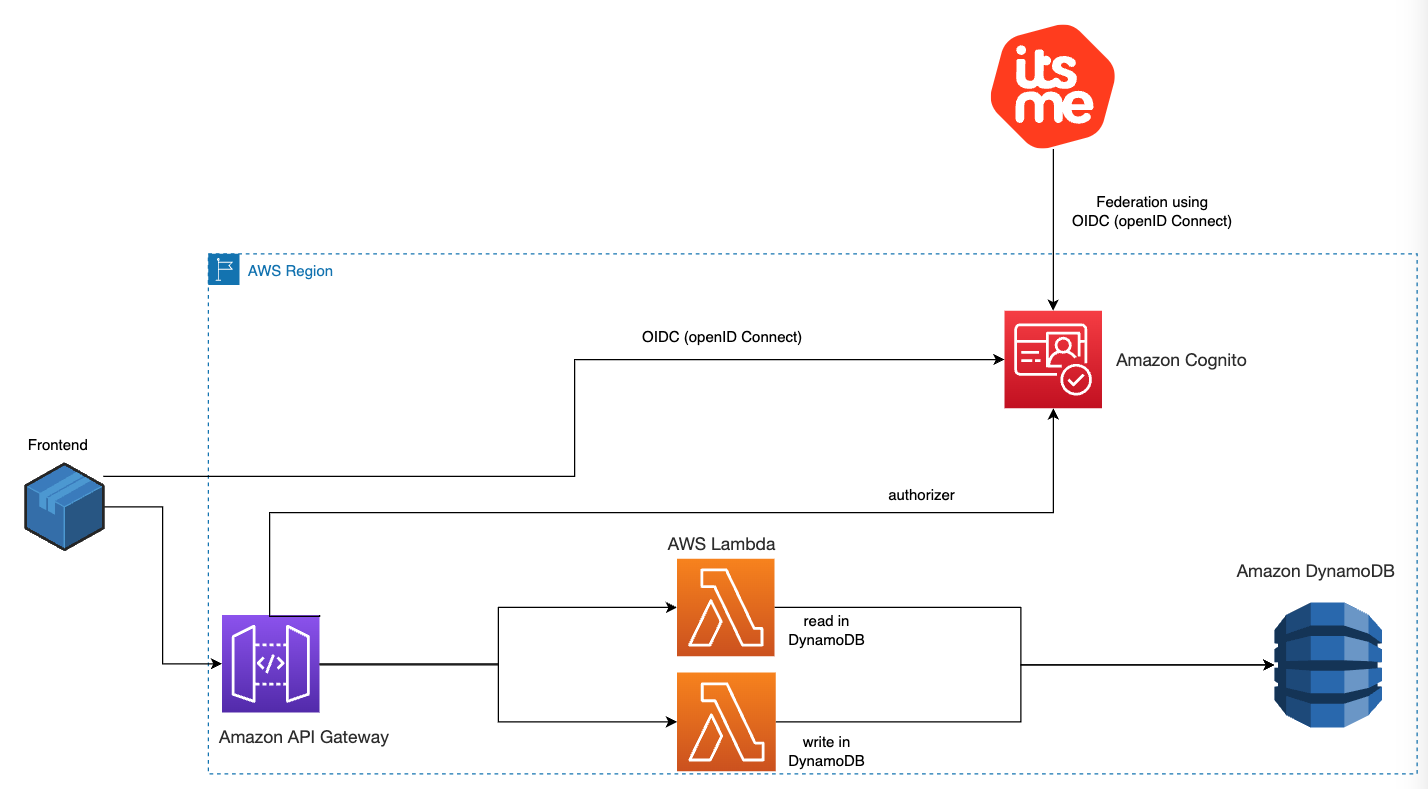 its
me
Federation using
OIDC (openID Connect)
AWS Region
OIDC (openID Connect)
Amazon Cognito
Frontend
authorizer
AWS Lambda
Amazon DynamoDB
read in
DynamoDB
</>
Amazon API Gateway
write in
DynamoDB